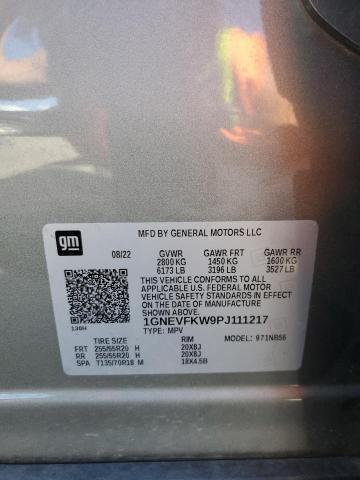 gm
MFD BY GENERAL MOTORS LLC
08/22 GVWR GAWR FRT GAWR RR
2800 KG 1450 KG 1600 KG
6173 LB 3196 LB 3527 LB
THIS VEHICLE CONFORMS TO ALL
APPLICABLE U.S. FEDERAL MOTOR
VEHICLE SAFETY AND THEFT PREVENTION
STANDARDS IN EFFECT ON THE DATE OF
MANUFACTURE SHOWN ABOVE.
1GNEVFKW9PJ111217
TYPE: MPV
MODEL: 971NB56
TIRE SIZE RIM
FRT 255/55R20 H 20X8J
RR 255/55R20 H 20X8J
SPA T135/70R18 M 18X4.5B